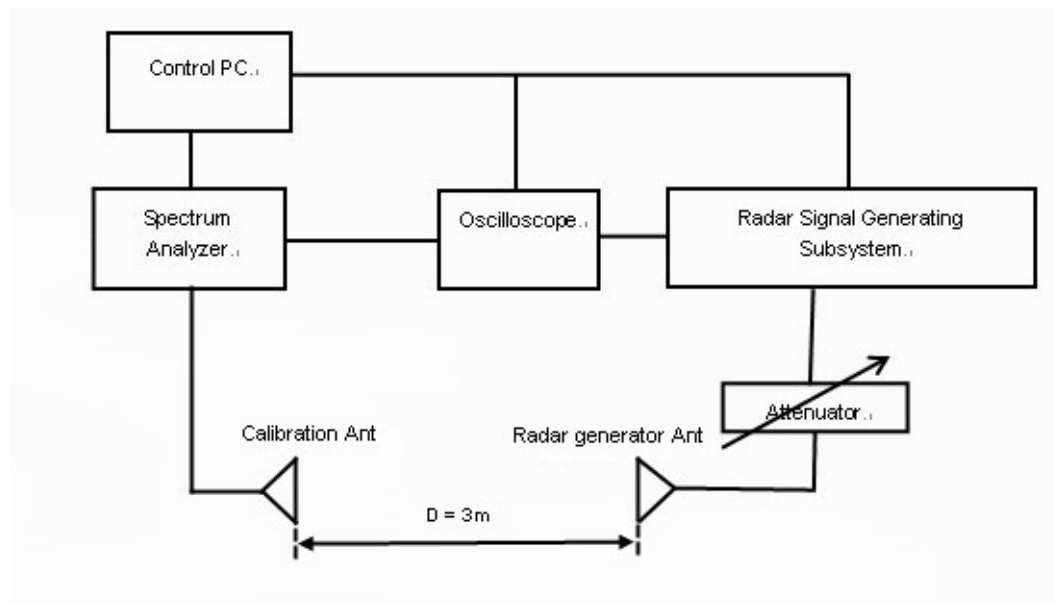 Control PC.
Spectrum
Analyzer.
Oscilloscope.
Radar Signal Generating
Subsystem.
Attenuator.
Calibration Ant
Radar generator Ant
D = 3m